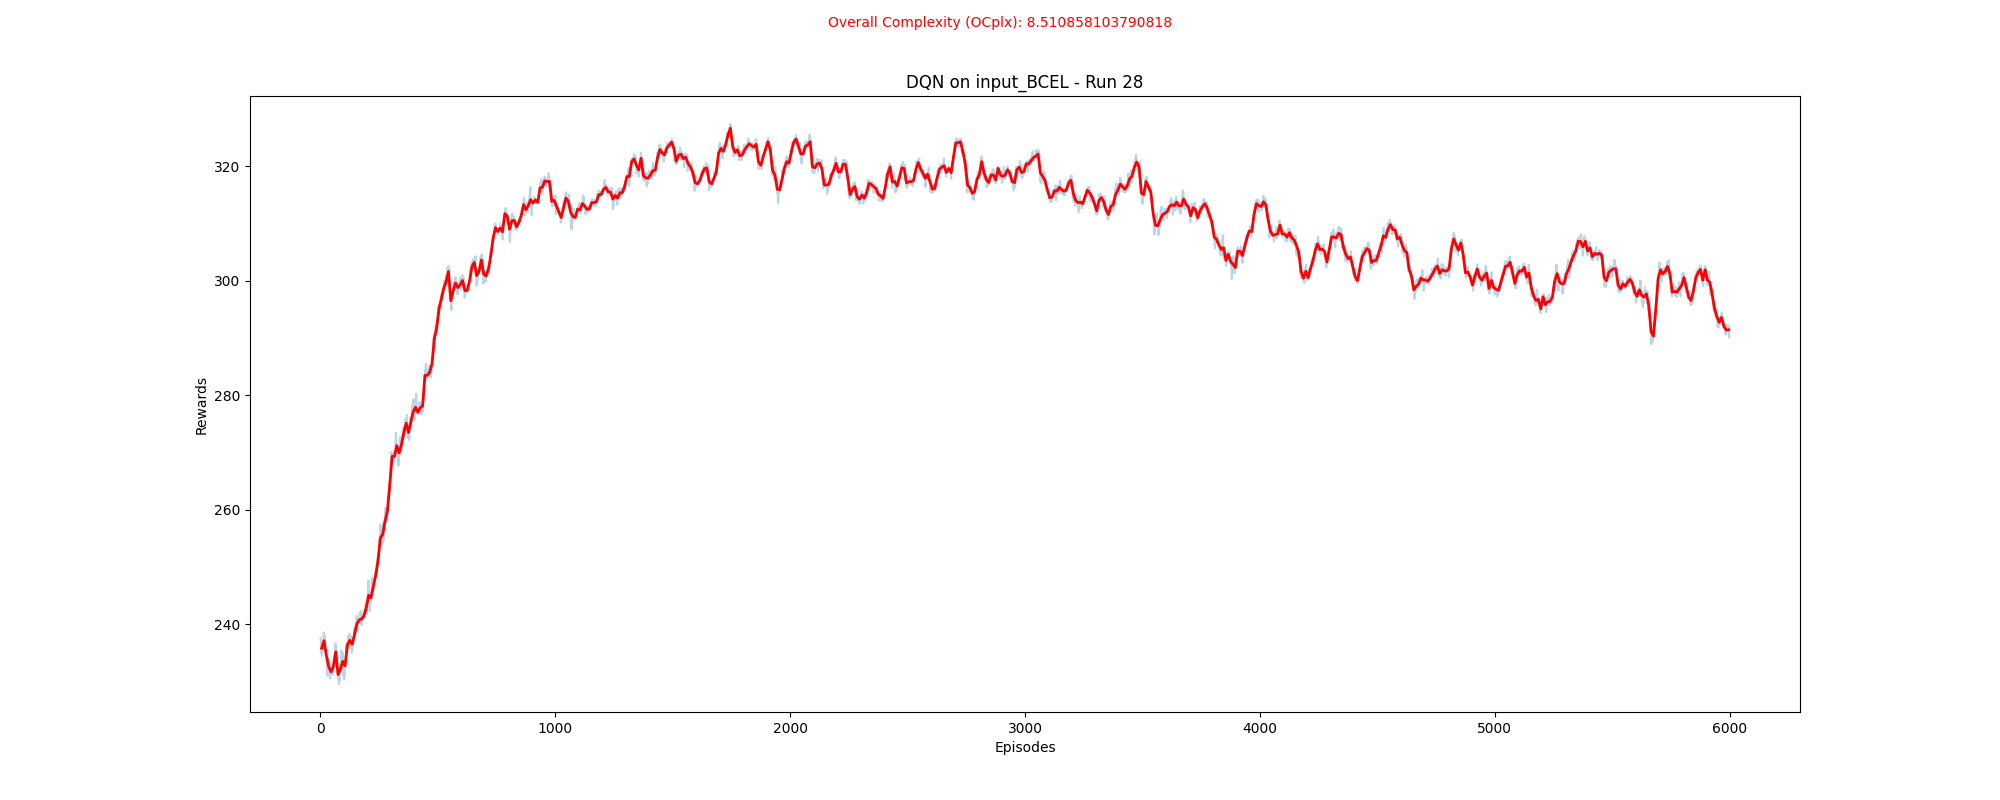 Overall Complexity (OCplx): 8.510858103790818
DQN on input_BCEL - Run 28
320
300
280
260
240
Rewards
0 1000 2000 3000 4000 5000 6000
Episodes